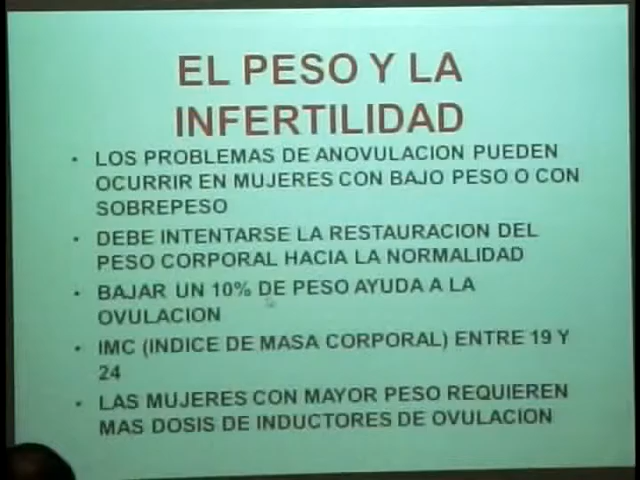 EL PESO Y LA
INFERTILIDAD
• LOS PROBLEMAS DE ANOVULACION PUEDEN
OCURRIR EN MUJERES CON BAJO PESO O CON
SOBREPESO
• DEBE INTENTARSE LA RESTAURACION DEL
PESO CORPORAL HACIA LA NORMALIDAD
• BAJAR UN 10% DE PESO AYUDA A LA
OVULACION
• IMC (INDICE DE MASA CORPORAL) ENTRE 19 Y
24
• LAS MUJERES CON MAYOR PESO REQUIEREN
MAS DOSIS DE INDUCTORES DE OVULACION